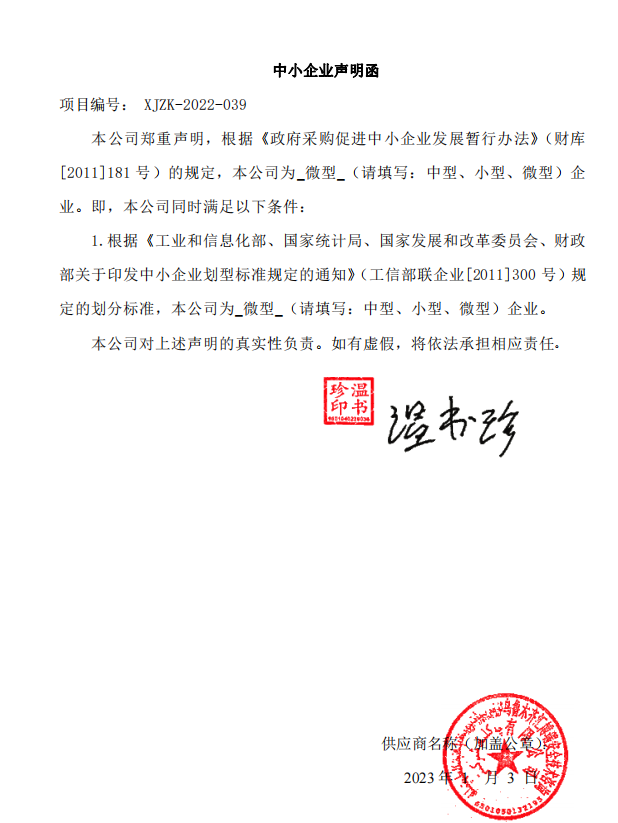 中小企业声明函
项目编号： XJZK-2022-039
本公司郑重声明，根据《政府采购促进中小企业发展暂行办法》（财库
[2011]181 号）的规定，本公司为_微型_（请填写：中型、小型、微型）企
业。即，本公司同时满足以下条件：
1.根据《工业和信息化部、国家统计局、国家发展和改革委员会、财政
部关于印发中小企业划型标准规定的通知》（工信部联企业[2011]300 号）规
定的划分标准，本公司为_微型_（请填写：中型、小型、微型）企业。
本公司对上述声明的真实性负责。如有虚假，将依法承担相应责任。
温书珍印
温书珍
供应商名称（加盖公章）：
2023 年 1 月 3 日
有限公司
6501050132193